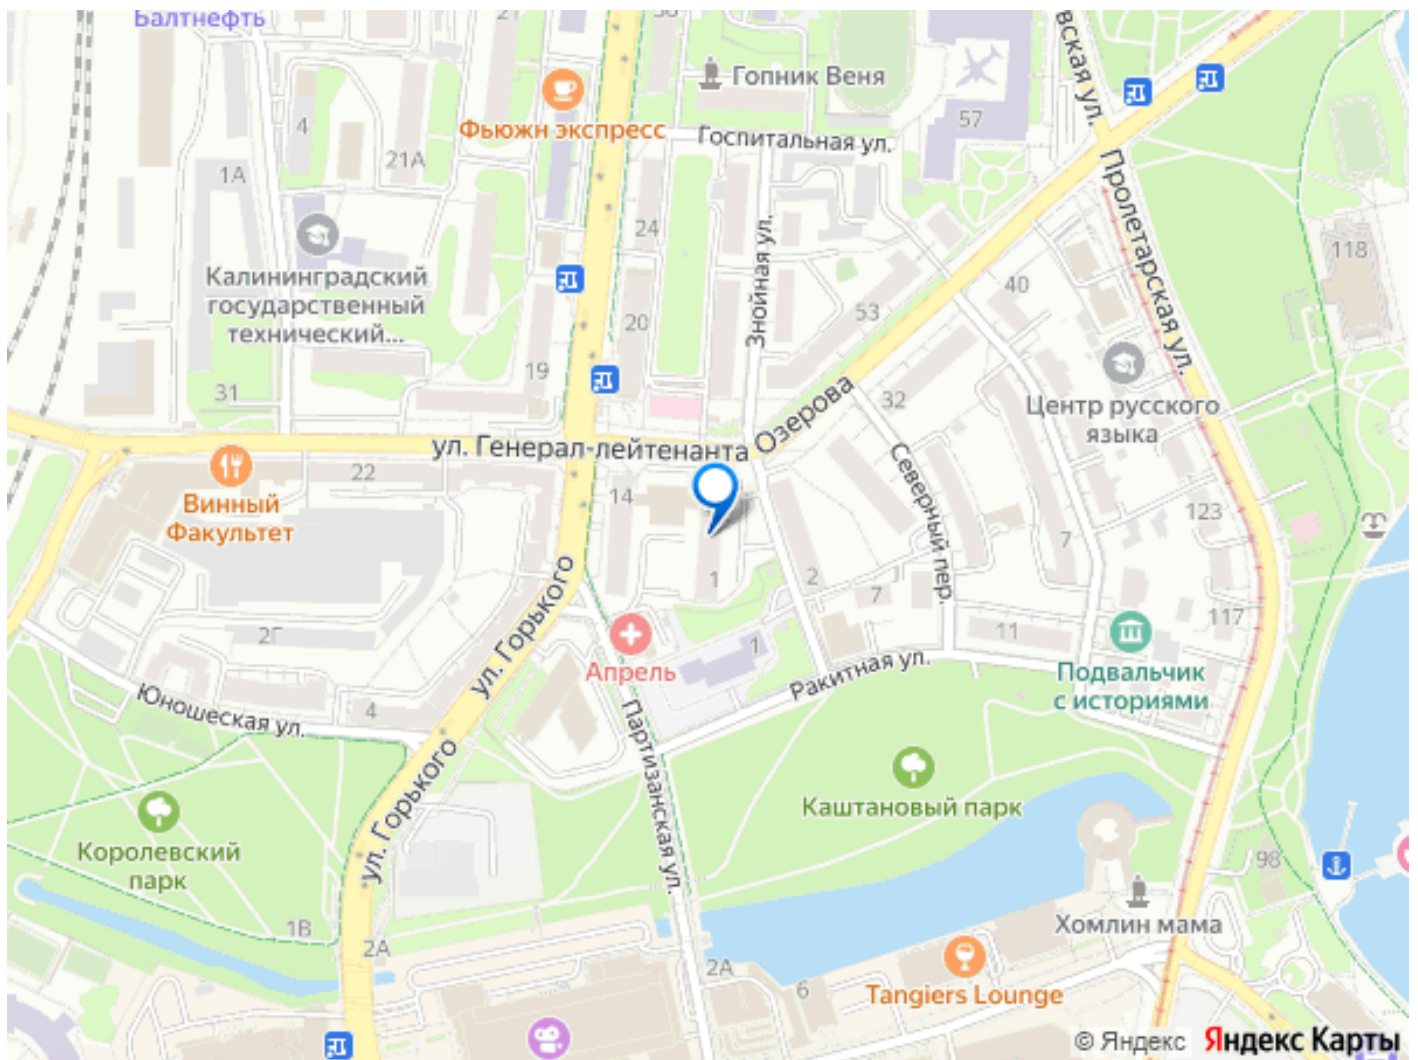 Балтнефть
21
Гопник Веня
Фьюжн экспресс
57
Госпитальная ул.
4
21А
1А
Пролетарская ул.
24
118
Калининградский
государственный
технический...
Знойная ул.
40
53
20
19
31
32
Центр русского
языка
ул. Генерал-лейтенанта Озерова
Северный пер.
22
14
Винный
Факультет
123
7
1
2
7
ул. Горького
2Г
11
117
1
Апрель
Ракитная ул.
Подвальчик
с историями
Юношеская ул.
4
Партизанская ул.
ул. Горького
Каштановый парк
Королевский
парк
98
1В
2А
Хомлин мама
2А
6
Tangiers Lounge
© Яндекс Яндекс Карты